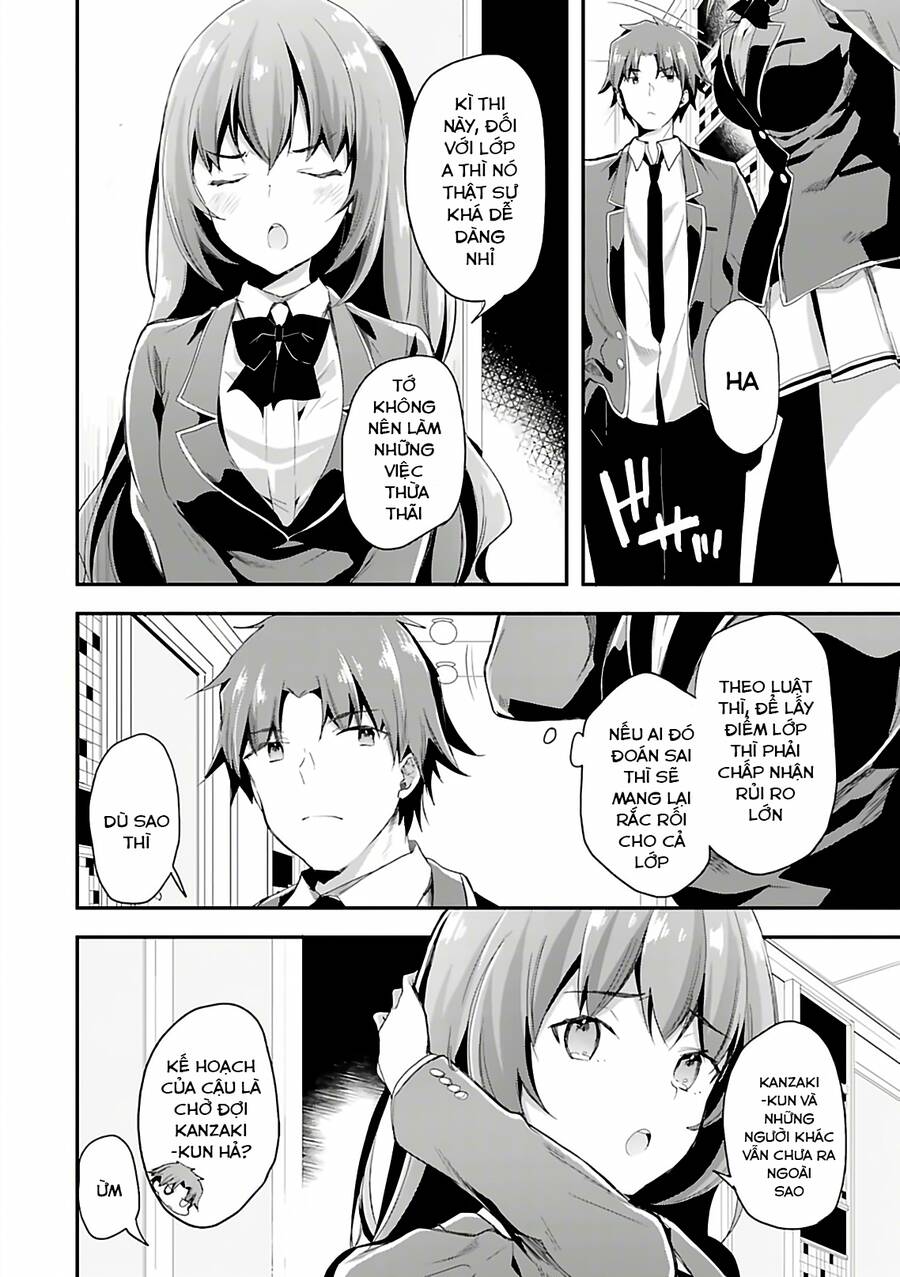 HA
KÌ THI
NÀY, ĐỐI
VỚI LỚP
A THÌ NÓ
THẬT SỰ
KHÁ DỄ
DÀNG
NHỈ
TỚ
KHÔNG
NÊN LÀM
NHỮNG
VIỆC
THỪA
THÃI
THEO LUẬT
THÌ, ĐỂ LẤY
ĐIỂM LỚP
THÌ PHẢI
CHẤP NHẬN
RỦI RO
LỚN
NẾU AI ĐÓ
ĐOÁN SAI
THÌ SẼ
MANG LẠI
RẮC RỐI
CHO CẢ
LỚP
DÙ SAO
THÌ
KANZAKI
-KUN VÀ
NHỮNG
NGƯỜI KHÁC
VẪN CHƯA RA
NGOÀI
SAO
KẾ HOẠCH
CỦA CẬU LÀ
CHỜ ĐỢI
KANZAKI
-KUN HẢ?
ỪM